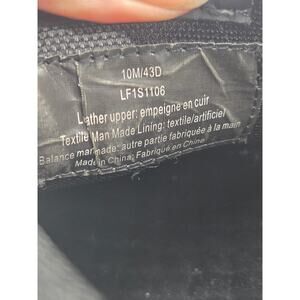 10M/43D
LF1S1106
Leather upper: empeigne en cuir
Textile Man Made Lining: textile/artificiel
Balance man made: autre partie fabriquée à la main
Made in China: Fabriqué en Chine